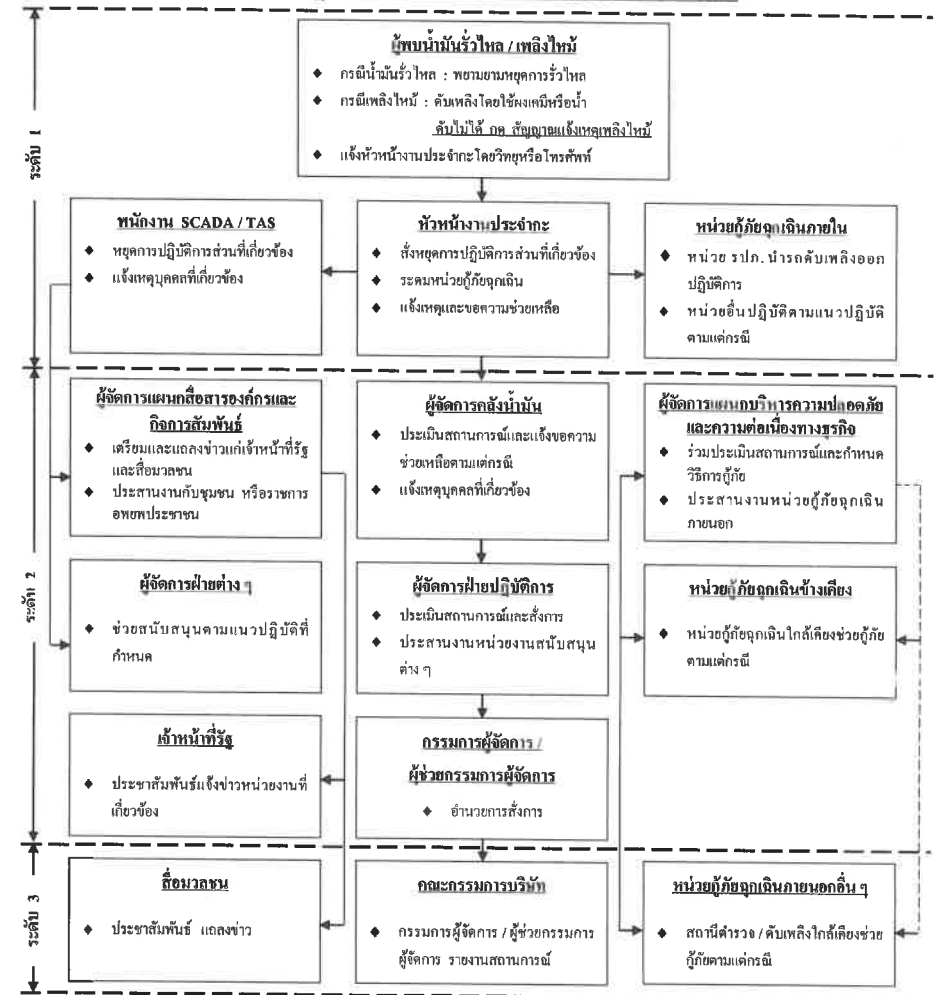 ผู้พบน้ำมันรั่วไหล / เพลิงไหม้
◆ กรณีน้ำมันรั่วไหล : พยายามหยุดการรั่วไหล
◆ กรณีเพลิงไหม้ : ดับเพลิงโดยใช้ผงเคมีหรือน้ำ
ดับไม่ได้ กด สัญญาณแจ้งเหตุเพลิงไหม้
◆ แจ้งหัวหน้างานประจำกะโดยวิทยุหรือโทรศัพท์
ระดับ 1
พนักงาน SCADA / TAS
◆ หยุดการปฏิบัติการส่วนที่เกี่ยวข้อง
◆ แจ้งเหตุบุคคลที่เกี่ยวข้อง
หัวหน้างานประจำกะ
◆ สั่งหยุดการปฏิบัติการส่วนที่เกี่ยวข้อง
◆ ระดมหน่วยกู้ภัยฉุกเฉิน
◆ แจ้งเหตุและขอความช่วยเหลือ
หน่วยกู้ภัยฉุกเฉินภายใน
◆ หน่วย รปภ. นำรถดับเพลิงออก
ปฏิบัติการ
◆ หน่วยอื่นปฏิบัติตามแนวปฏิบัติ
ตามแต่กรณี
ระดับ 2
ผู้จัดการแผนกสื่อสารองค์กรและ
กิจการสัมพันธ์
◆ เตรียมและแถลงข่าวแก่เจ้าหน้าที่รัฐ
และสื่อมวลชน
◆ ประสานงานกับชุมชน หรือราชการ
อพยพประชาชน
ผู้จัดการคลังน้ำมัน
◆ ประเมินสถานการณ์และแจ้งขอความ
ช่วยเหลือตามแต่กรณี
◆ แจ้งเหตุบุคคลที่เกี่ยวข้อง
ผู้จัดการแผนกบริหารความปลอดภัย
และความต่อเนื่องทางธุรกิจ
◆ ร่วมประเมินสถานการณ์และกำหนด
วิธีการกู้ภัย
◆ ประสานงานหน่วยกู้ภัยฉุกเฉิน
ภายนอก
ผู้จัดการฝ่ายต่าง ๆ
◆ ช่วยสนับสนุนตามแนวปฏิบัติที่
กำหนด
ผู้จัดการฝ่ายปฏิบัติการ
◆ ประเมินสถานการณ์และสั่งการ
◆ ประสานงานหน่วยงานสนับสนุน
ต่าง ๆ
หน่วยกู้ภัยฉุกเฉินข้างเคียง
◆ หน่วยกู้ภัยฉุกเฉินใกล้เคียงช่วยกู้ภัย
ตามแต่กรณี
เจ้าหน้าที่รัฐ
◆ ประชาสัมพันธ์แจ้งข่าวหน่วยงานที่
เกี่ยวข้อง
กรรมการผู้จัดการ /
ผู้ช่วยกรรมการผู้จัดการ
◆ อำนวยการสั่งการ
ระดับ 3
สื่อมวลชน
◆ ประชาสัมพันธ์ แถลงข่าว
คณะกรรมการบริษัท
◆ กรรมการผู้จัดการ / ผู้ช่วยกรรมการ
ผู้จัดการ รายงานสถานการณ์
หน่วยกู้ภัยฉุกเฉินภายนอกอื่น ๆ
◆ สถานีตำรวจ / ดับเพลิงใกล้เคียงช่วย
กู้ภัยตามแต่กรณี